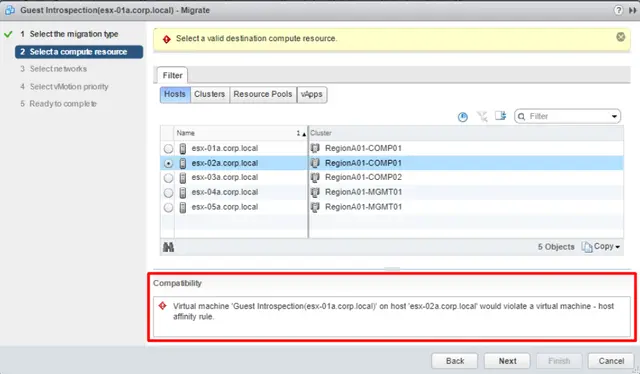 Guest Introspection(esx-01a.corp.local) - Migrate
1 Select the migration type
2 Select a compute resource
3 Select networks
4 Select vMotion priority
5 Ready to complete
Select a valid destination compute resource.
Filter
Hosts Clusters Resource Pools vApps
Filter
Name 1 Cluster
esx-01a.corp.local RegionA01-COMP01
esx-02a.corp.local RegionA01-COMP01
esx-03a.corp.local RegionA01-COMP02
esx-04a.corp.local RegionA01-MGMT01
esx-05a.corp.local RegionA01-MGMT01
5 Objects Copy
Compatibility
Virtual machine 'Guest Introspection(esx-01a.corp.local)' on host 'esx-02a.corp.local' would violate a virtual machine - host
affinity rule.
Back Next Finish Cancel